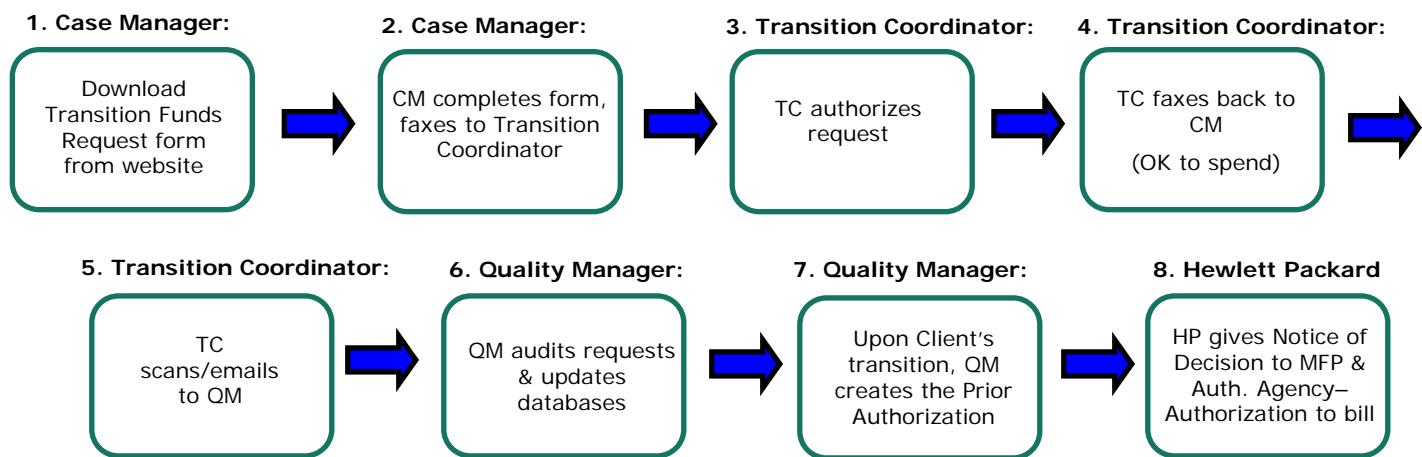 1. Case Manager:
Download
Transition Funds
Request form
from website
2. Case Manager:
CM completes form,
faxes to Transition
Coordinator
3. Transition Coordinator:
TC authorizes
request
4. Transition Coordinator:
TC faxes back to
CM
(OK to spend)
5. Transition Coordinator:
TC
scans/emails
to QM
6. Quality Manager:
QM audits requests
& updates
databases
7. Quality Manager:
Upon Client’s
transition, QM
creates the Prior
Authorization
8. Hewlett Packard
HP gives Notice of
Decision to MFP &
Auth. Agency–
Authorization to bill